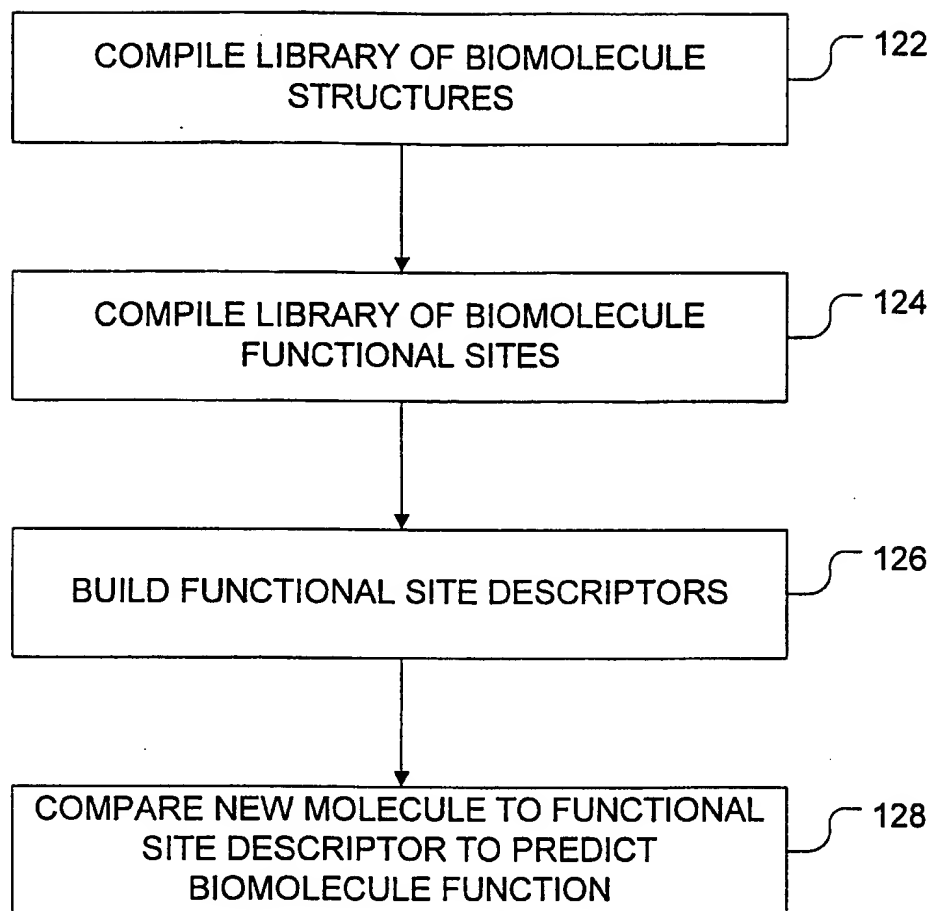 COMPILE LIBRARY OF BIOMOLECULE
STRUCTURES
122
COMPILE LIBRARY OF BIOMOLECULE
FUNCTIONAL SITES
124
BUILD FUNCTIONAL SITE DESCRIPTORS
126
COMPARE NEW MOLECULE TO FUNCTIONAL
SITE DESCRIPTOR TO PREDICT
BIOMOLECULE FUNCTION
128